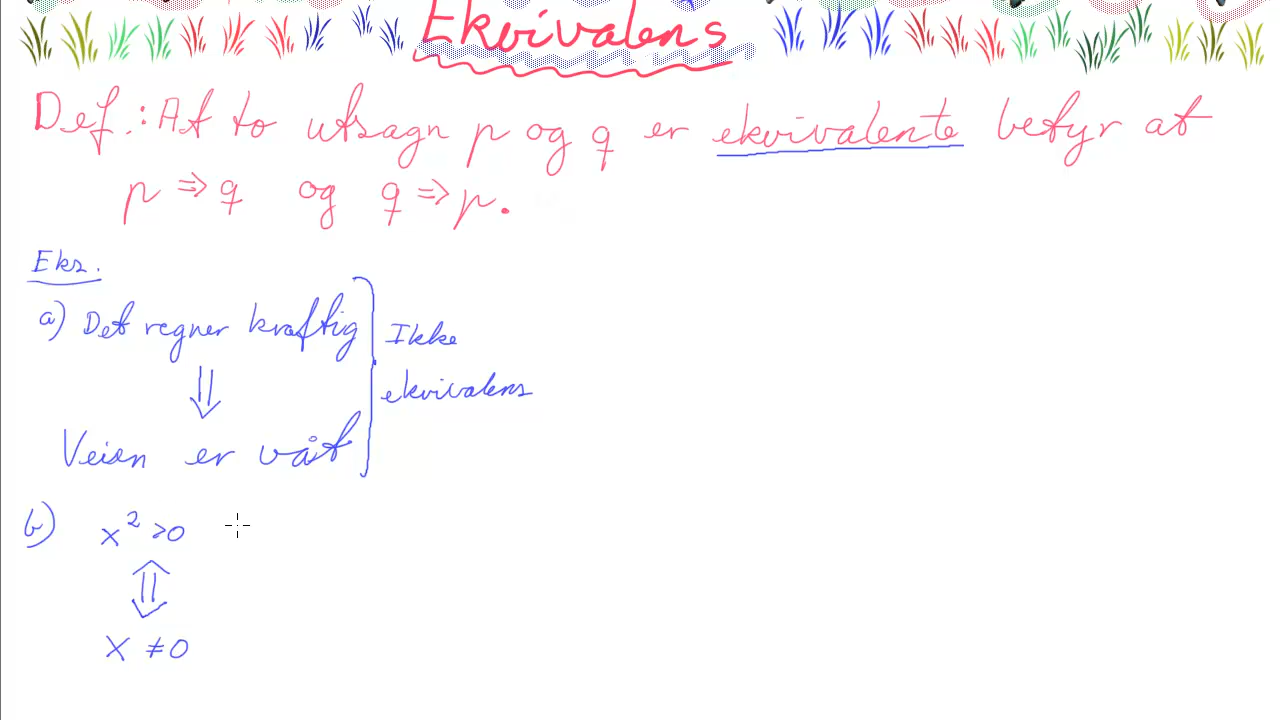 Ekvivalens
Def.: At to utsagn p og q er ekvivalente betyr at
p ⇒ q og q ⇒ p.
Eks.
a) Det regner kraftig
⇓
Veien er våt
Ikke
ekvivalens
b) x² > 0
⇕
x ≠ 0